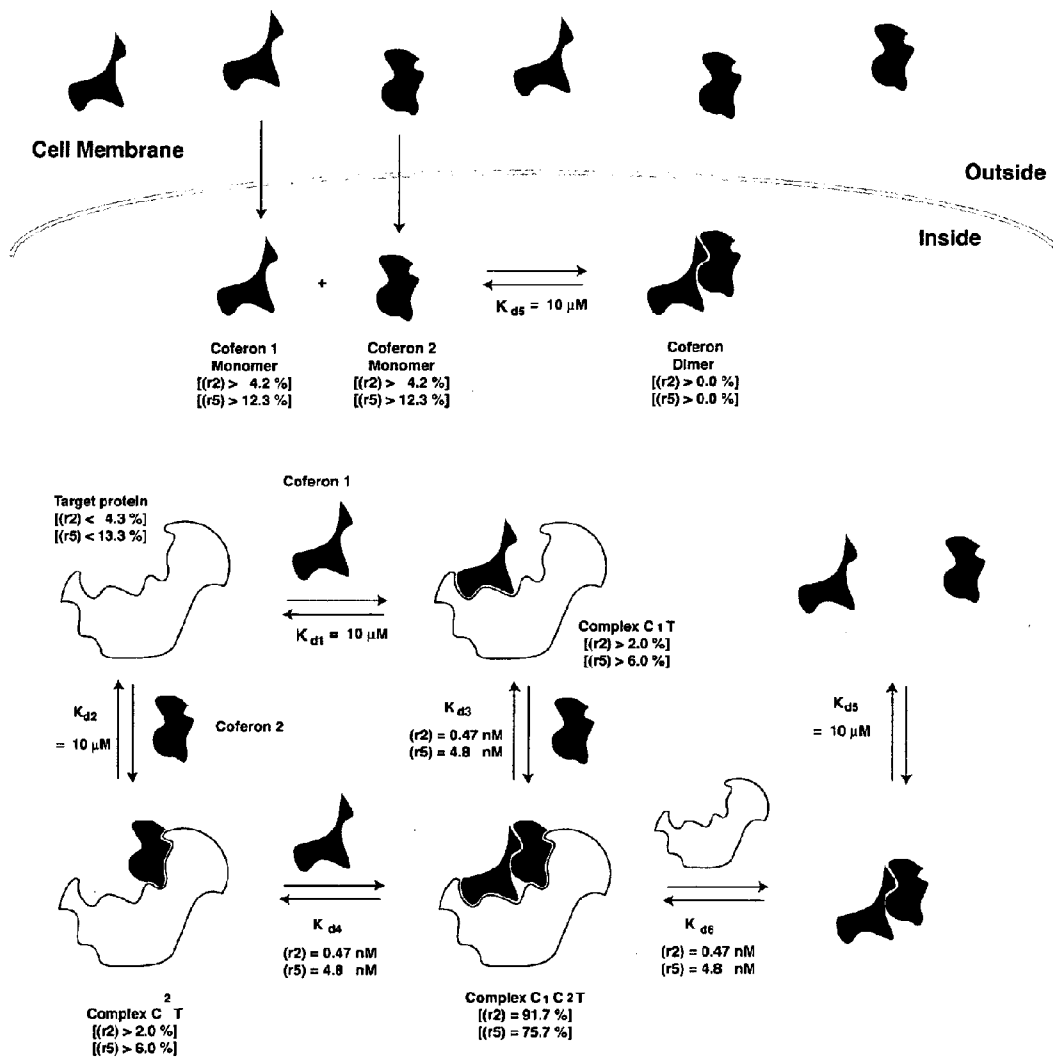 Cell Membrane
Outside
Inside
+
K d5 = 10 µM
Coferon 1
Monomer
[(r2) > 4.2 %]
[(r5) > 12.3 %]
Coferon 2
Monomer
[(r2) > 4.2 %]
[(r5) > 12.3 %]
Coferon
Dimer
[(r2) > 0.0 %]
[(r5) > 0.0 %]
Target protein
[(r2) < 4.3 %]
[(r5) < 13.3 %]
Coferon 1
K d1 = 10 µM
Complex C 1 T
[(r2) > 2.0 %]
[(r5) > 6.0 %]
K d2
= 10 µM
Coferon 2
K d3
(r2) = 0.47 nM
(r5) = 4.8 nM
K d5
= 10 µM
K d4
(r2) = 0.47 nM
(r5) = 4.8 nM
K d6
(r2) = 0.47 nM
(r5) = 4.8 nM
Complex C 2 T
[(r2) > 2.0 %]
[(r5) > 6.0 %]
Complex C 1 C 2 T
[(r2) = 91.7 %]
[(r5) = 75.7 %]